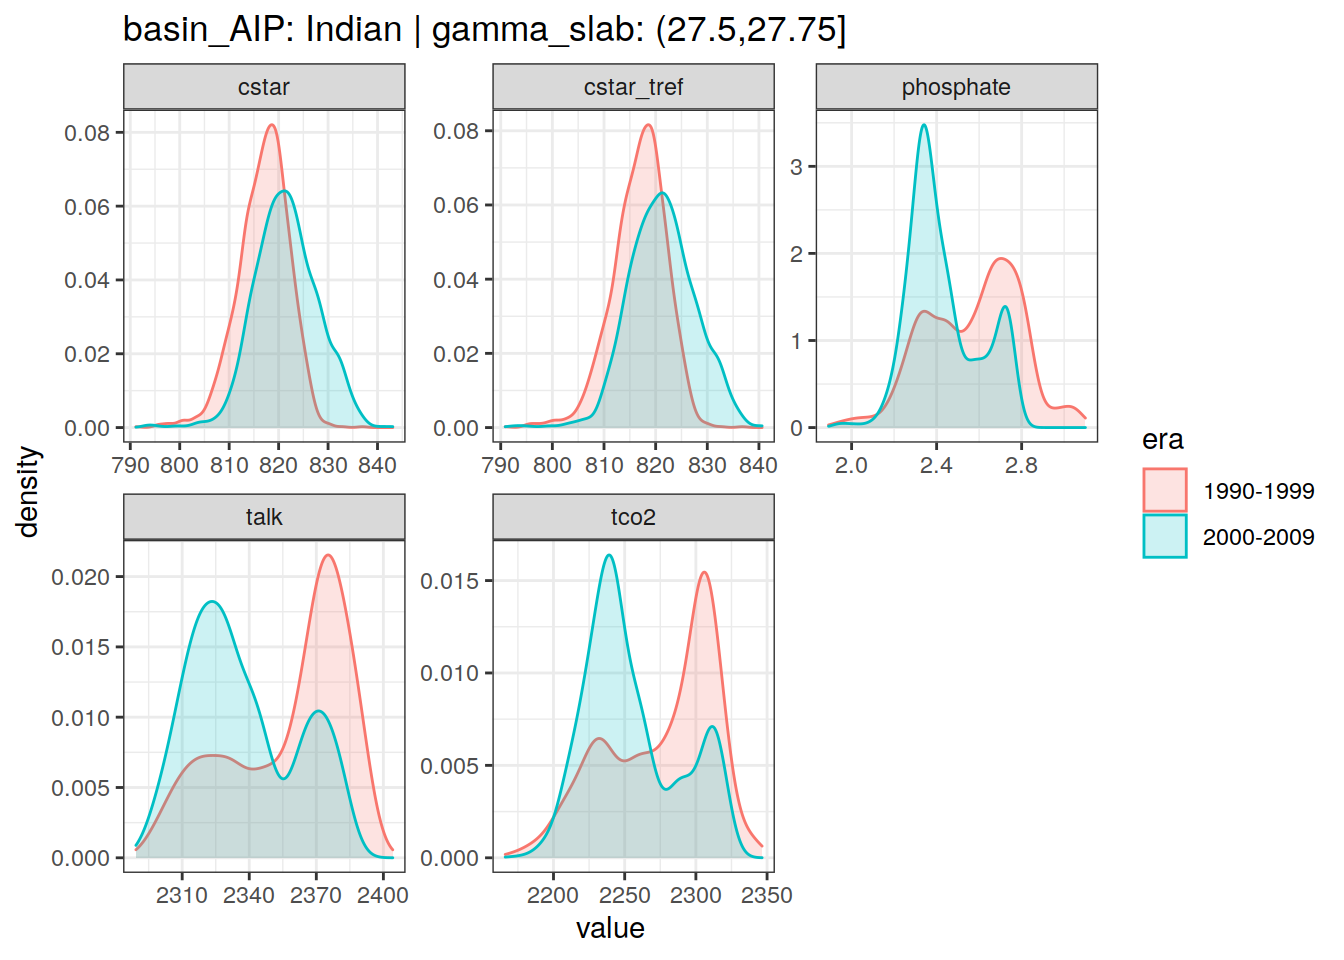 basin_AIP: Indian | gamma_slab: (27.5,27.75]
cstar
cstar_tref
phosphate
0.08
0.06
0.04
0.02
0.00
790 800 810 820 830 840
0.08
0.06
0.04
0.02
0.00
790 800 810 820 830 840
3
2
1
0
2.0 2.4 2.8
density
talk
tco2
0.020
0.015
0.010
0.005
0.000
2310 2340 2370 2400
0.015
0.010
0.005
0.000
2200 2250 2300 2350
value
era
1990-1999
2000-2009